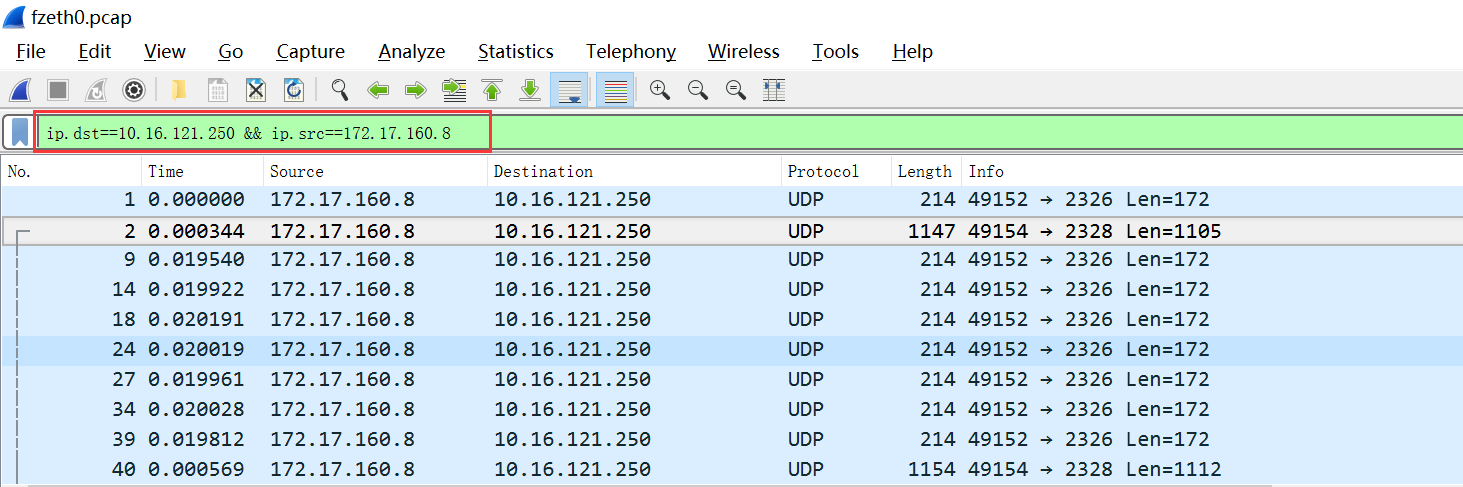 fzeth0.pcap
File Edit View Go Capture Analyze Statistics Telephony Wireless Tools Help
ip.dst==10.16.121.250 && ip.src==172.17.160.8
No. Time Source Destination Protocol Length Info
1 0.000000 172.17.160.8 10.16.121.250 UDP 214 49152 → 2326 Len=172
2 0.000344 172.17.160.8 10.16.121.250 UDP 1147 49154 → 2328 Len=1105
9 0.019540 172.17.160.8 10.16.121.250 UDP 214 49152 → 2326 Len=172
14 0.019922 172.17.160.8 10.16.121.250 UDP 214 49152 → 2326 Len=172
18 0.020191 172.17.160.8 10.16.121.250 UDP 214 49152 → 2326 Len=172
24 0.020019 172.17.160.8 10.16.121.250 UDP 214 49152 → 2326 Len=172
27 0.019961 172.17.160.8 10.16.121.250 UDP 214 49152 → 2326 Len=172
34 0.020028 172.17.160.8 10.16.121.250 UDP 214 49152 → 2326 Len=172
39 0.019812 172.17.160.8 10.16.121.250 UDP 214 49152 → 2326 Len=172
40 0.000569 172.17.160.8 10.16.121.250 UDP 1154 49154 → 2328 Len=1112